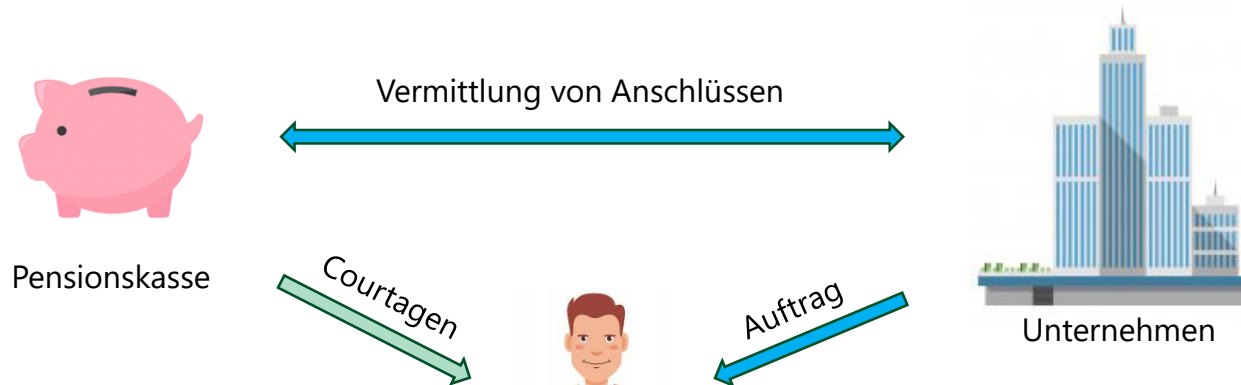 Vermittlung von Anschlüssen
Pensionskasse
Courtagen
Auftrag
Unternehmen